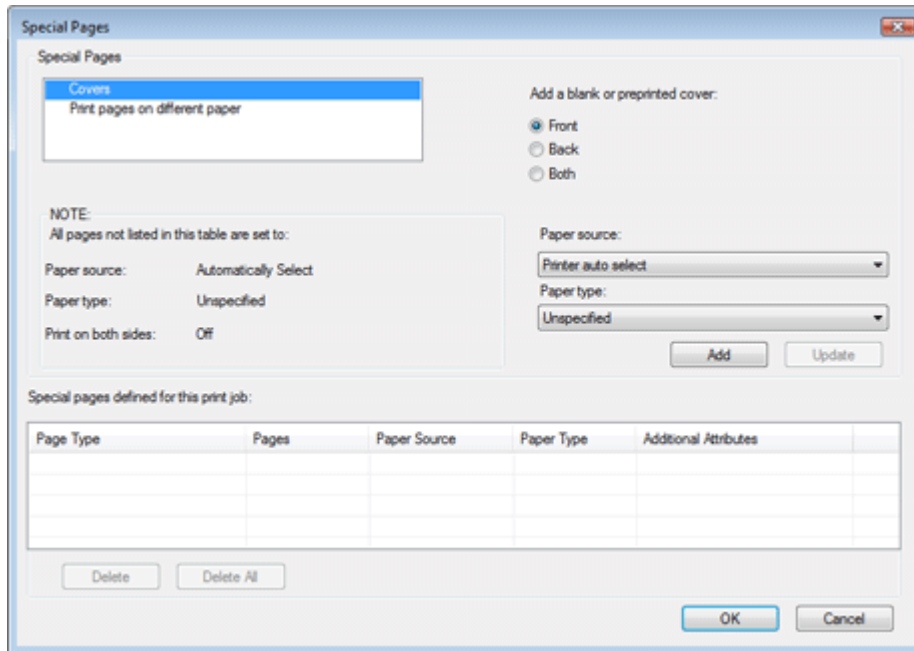 Special Pages
Special Pages
Covers
Print pages on different paper
Add a blank or preprinted cover:
Front
Back
Both
NOTE:
All pages not listed in this table are set to:
Paper source: Automatically Select
Paper type: Unspecified
Print on both sides: Off
Paper source:
Printer auto select
Paper type:
Unspecified
Add Update
Special pages defined for this print job:
Page Type Pages Paper Source Paper Type Additional Attributes
Delete Delete All
OK Cancel